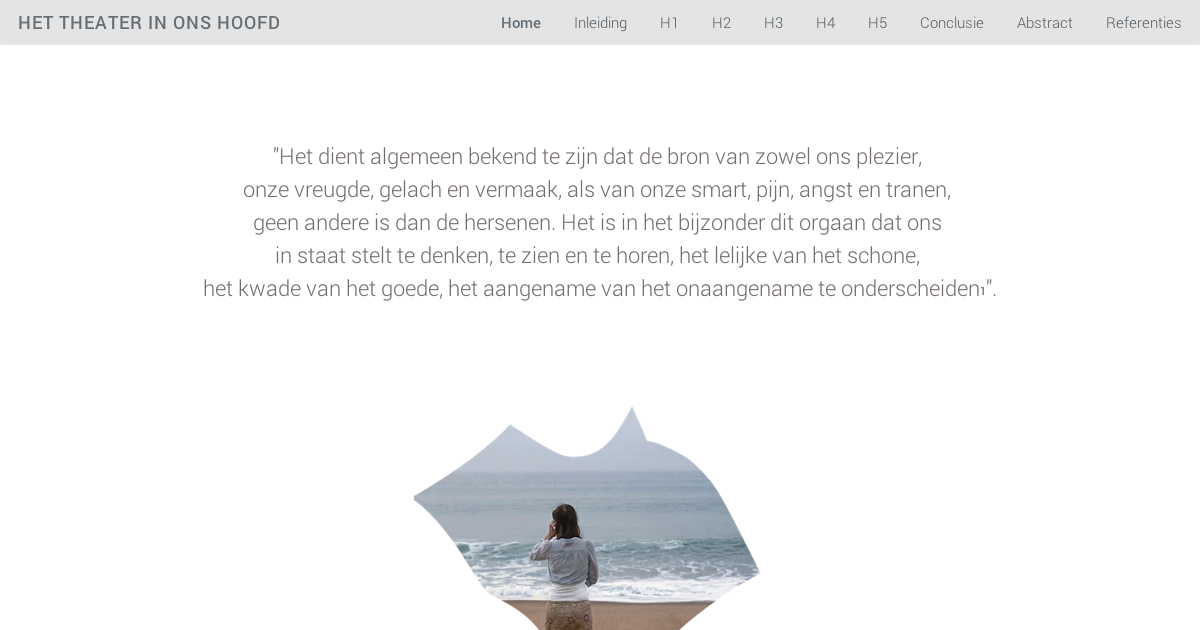 HET THEATER IN ONS HOOFD
Home Inleiding H1 H2 H3 H4 H5 Conclusie Abstract Referenties
"Het dient algemeen bekend te zijn dat de bron van zowel ons plezier,
onze vreugde, gelach en vermaak, als van onze smart, pijn, angst en tranen,
geen andere is dan de hersenen. Het is in het bijzonder dit orgaan dat ons
in staat stelt te denken, te zien en te horen, het lelijke van het schone,
het kwade van het goede, het aangename van het onaangename te onderscheiden¹".